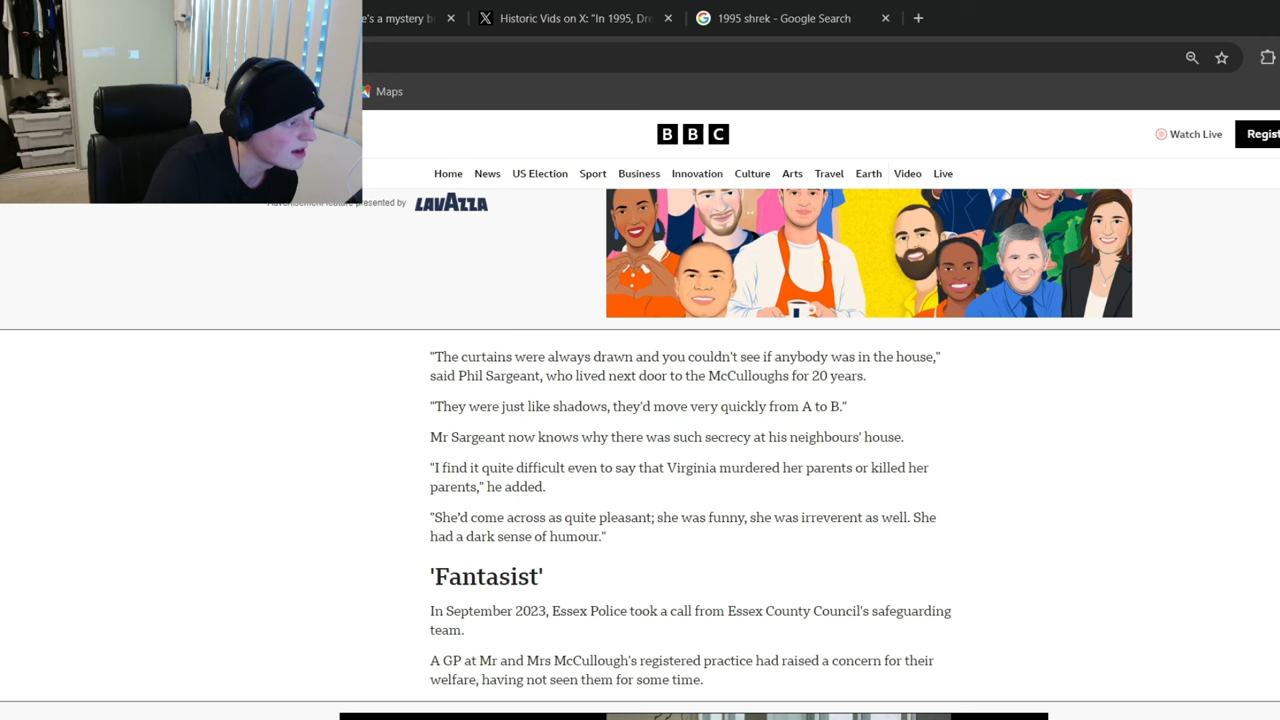 e's a mystery b
Historic Vids on X: "In 1995, Dre
1995 shrek - Google Search
Maps
BBC
Watch Live
Regist
Home News US Election Sport Business Innovation Culture Arts Travel Earth Video Live
Advertisement feature presented by
LAVAZZA
"The curtains were always drawn and you couldn't see if anybody was in the house,"
said Phil Sargeant, who lived next door to the McCulloughs for 20 years.
"They were just like shadows, they'd move very quickly from A to B."
Mr Sargeant now knows why there was such secrecy at his neighbours' house.
"I find it quite difficult even to say that Virginia murdered her parents or killed her
parents," he added.
"She'd come across as quite pleasant; she was funny, she was irreverent as well. She
had a dark sense of humour."
'Fantasist'
In September 2023, Essex Police took a call from Essex County Council's safeguarding
team.
A GP at Mr and Mrs McCullough's registered practice had raised a concern for their
welfare, having not seen them for some time.